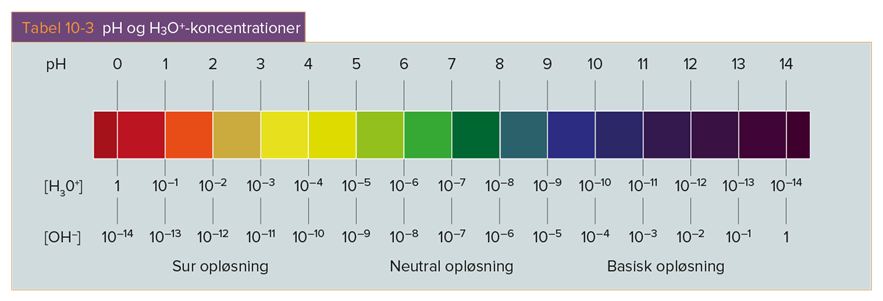 Tabel 10-3 pH og H₃O⁺-koncentrationer
pH 0 1 2 3 4 5 6 7 8 9 10 11 12 13 14
[H₃O⁺] 1 10⁻¹ 10⁻² 10⁻³ 10⁻⁴ 10⁻⁵ 10⁻⁶ 10⁻⁷ 10⁻⁸ 10⁻⁹ 10⁻¹⁰ 10⁻¹¹ 10⁻¹² 10⁻¹³ 10⁻¹⁴
[OH⁻] 10⁻¹⁴ 10⁻¹³ 10⁻¹² 10⁻¹¹ 10⁻¹⁰ 10⁻⁹ 10⁻⁸ 10⁻⁷ 10⁻⁶ 10⁻⁵ 10⁻⁴ 10⁻³ 10⁻² 10⁻¹ 1
Sur opløsning Neutral opløsning Basisk opløsning